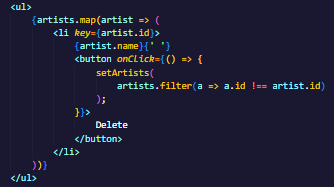 <ul>
{artists.map(artist => (
<li key={artist.id}>
{artist.name}{' '}
<button onCLick={() => {
setArtists(
artists.filter(a => a.id !== artist.id)
);
}}>
Delete
</button>
</li>
))}
</ul>